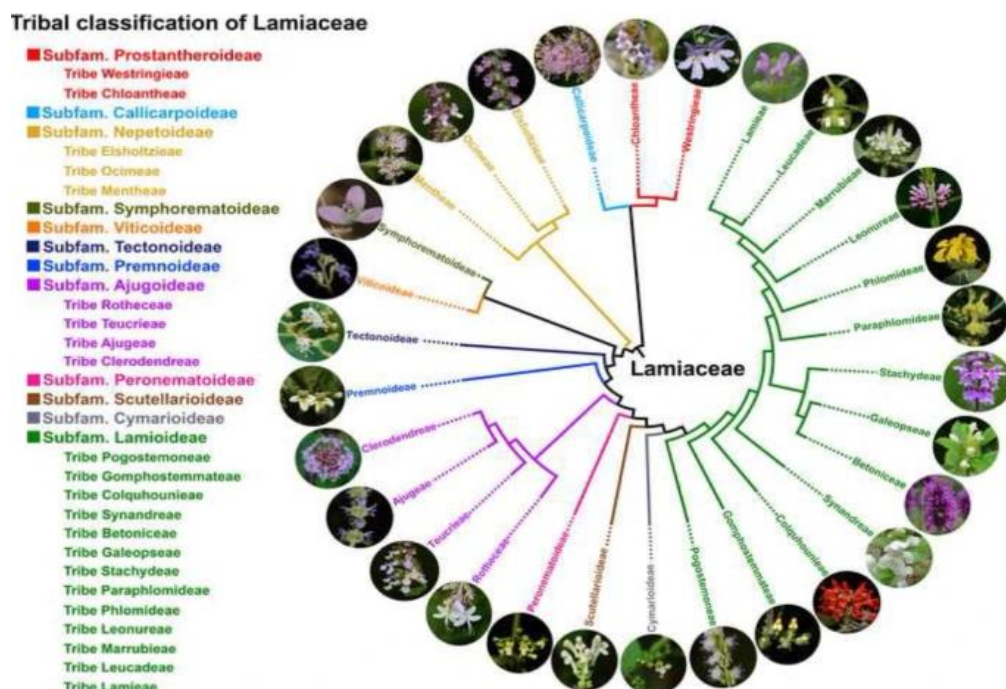 Tribal classification of Lamiaceae
Subfam. Prostantheroideae
Tribe Westringieae
Tribe Chloantheae
Subfam. Callicarpoideae
Subfam. Nepetoideae
Tribe Elsholtzieae
Tribe Ocimeae
Tribe Mentheae
Subfam. Symphorematoideae
Subfam. Viticoideae
Subfam. Tectonoideae
Subfam. Premnoideae
Subfam. Ajugoideae
Tribe Rotheceae
Tribe Teucrieae
Tribe Ajugeae
Tribe Clerodendreae
Subfam. Peronematoideae
Subfam. Scutellarioideae
Subfam. Cymarioideae
Subfam. Lamioideae
Tribe Pogostemoneae
Tribe Gomphostemmateae
Tribe Colquhounieae
Tribe Synandreae
Tribe Betoniceae
Tribe Galeopseae
Tribe Stachydeae
Tribe Paraphlomideae
Tribe Phlomideae
Tribe Leonureae
Tribe Marrubieae
Tribe Leucadeae
Tribe Lamieae
Lamiaceae
Callicarpoideae
Chloantheae
Westringieae
Lamieae
Leucadeae
Marrubieae
Leonureae
Phlomideae
Paraphlomideae
Stachydeae
Galeopseae
Betoniceae
Synandreae
Colquhounieae
Gomphostemmateae
Pogostemoneae
Cymarioideae
Scutellarioideae
Peronematoideae
Rotheceae
Teucrieae
Ajugeae
Clerodendreae
Premnoideae
Tectonoideae
Viticoideae
Symphorematoideae
Mentheae
Ocimeae
Elsholtzieae